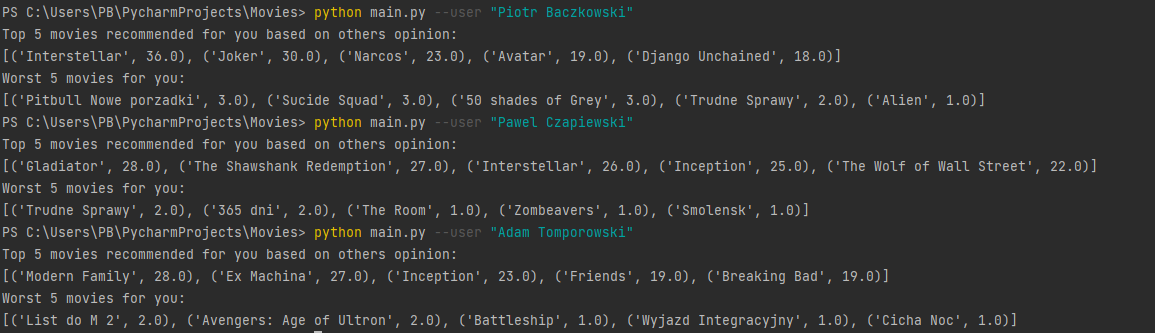 PS C:\Users\PB\PycharmProjects\Movies> python main.py --user "Piotr Baczkowski"
Top 5 movies recommended for you based on others opinion:
[('Interstellar', 36.0), ('Joker', 30.0), ('Narcos', 23.0), ('Avatar', 19.0), ('Django Unchained', 18.0)]
Worst 5 movies for you:
[('Pitbull Nowe porzadki', 3.0), ('Sucide Squad', 3.0), ('50 shades of Grey', 3.0), ('Trudne Sprawy', 2.0), ('Alien', 1.0)]
PS C:\Users\PB\PycharmProjects\Movies> python main.py --user "Pawel Czapiewski"
Top 5 movies recommended for you based on others opinion:
[('Gladiator', 28.0), ('The Shawshank Redemption', 27.0), ('Interstellar', 26.0), ('Inception', 25.0), ('The Wolf of Wall Street', 22.0)]
Worst 5 movies for you:
[('Trudne Sprawy', 2.0), ('365 dni', 2.0), ('The Room', 1.0), ('Zombeavers', 1.0), ('Smolensk', 1.0)]
PS C:\Users\PB\PycharmProjects\Movies> python main.py --user "Adam Tomporowski"
Top 5 movies recommended for you based on others opinion:
[('Modern Family', 28.0), ('Ex Machina', 27.0), ('Inception', 23.0), ('Friends', 19.0), ('Breaking Bad', 19.0)]
Worst 5 movies for you:
[('List do M 2', 2.0), ('Avengers: Age of Ultron', 2.0), ('Battleship', 1.0), ('Wyjazd Integracyjny', 1.0), ('Cicha Noc', 1.0)]